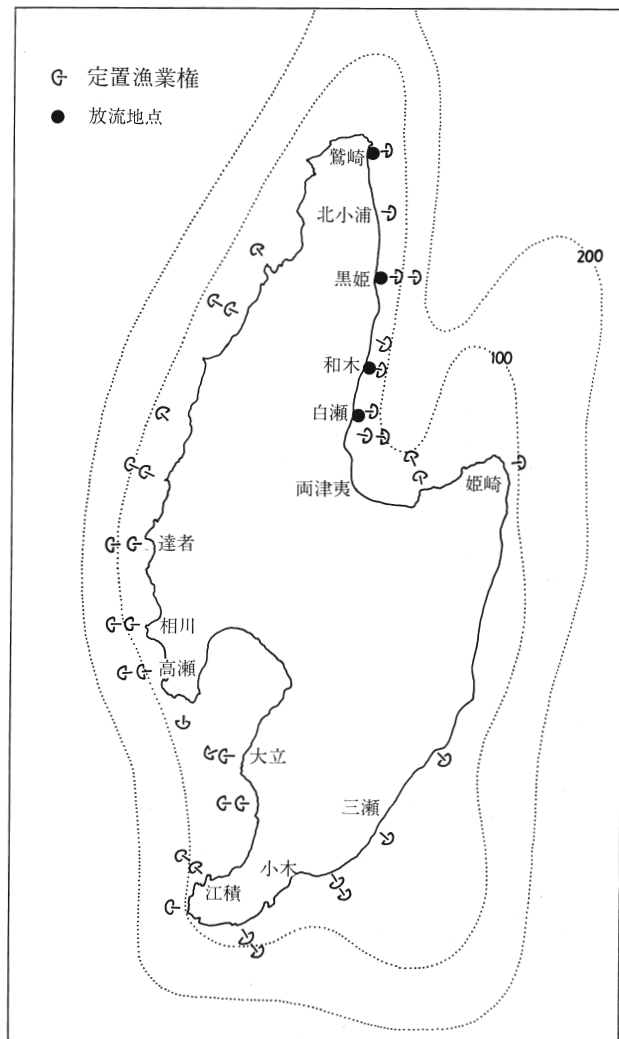 定置漁業権
放流地点
鷲崎
北小浦
黒姫
200
和木
100
白瀬
両津夷
姫崎
達者
相川
高瀬
大立
三瀬
小木
江積